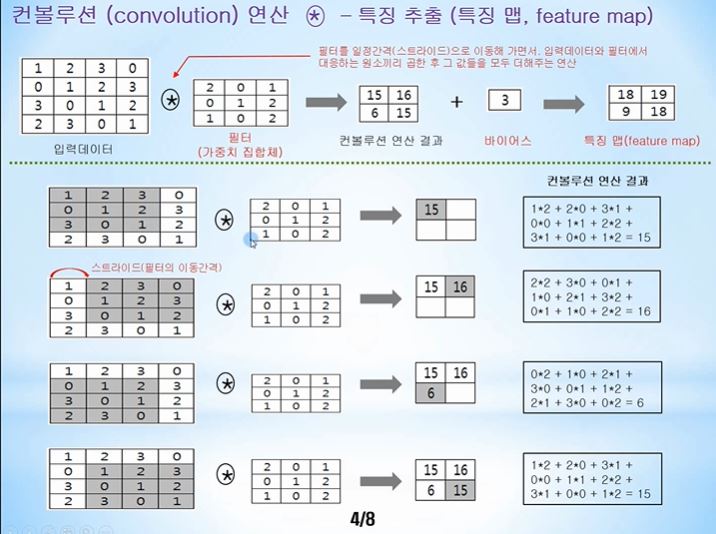 컨볼루션 (convolution) 연산 ⊛ – 특징 추출 (특징 맵, feature map)
필터를 일정간격(스트라이드)으로 이동해 가면서, 입력데이터와 필터에서
대응하는 원소끼리 곱한 후 그 값들을 모두 더해주는 연산
1 2 3 0
0 1 2 3
3 0 1 2
2 3 0 1
⊛
2 0 1
0 1 2
1 0 2
15 16
6 15
+
3
18 19
9 18
입력데이터
필터
(가중치 집합체)
컨볼루션 연산 결과
바이어스
특징 맵(feature map)
컨볼루션 연산 결과
1 2 3 0
0 1 2 3
3 0 1 2
2 3 0 1
⊛
2 0 1
0 1 2
1 0 2
15
1*2 + 2*0 + 3*1 +
0*0 + 1*1 + 2*2 +
3*1 + 0*0 + 1*2 = 15
스트라이드(필터의 이동간격)
1 2 3 0
0 1 2 3
3 0 1 2
2 3 0 1
⊛
2 0 1
0 1 2
1 0 2
15 16
2*2 + 3*0 + 0*1 +
1*0 + 2*1 + 3*2 +
0*1 + 1*0 + 2*2 = 16
1 2 3 0
0 1 2 3
3 0 1 2
2 3 0 1
⊛
2 0 1
0 1 2
1 0 2
15 16
6
0*2 + 1*0 + 2*1 +
3*0 + 0*1 + 1*2 +
2*1 + 3*0 + 0*2 = 6
1 2 3 0
0 1 2 3
3 0 1 2
2 3 0 1
⊛
2 0 1
0 1 2
1 0 2
15 16
6 15
1*2 + 2*0 + 3*1 +
0*0 + 1*1 + 2*2 +
3*1 + 0*0 + 1*2 = 15
4/8